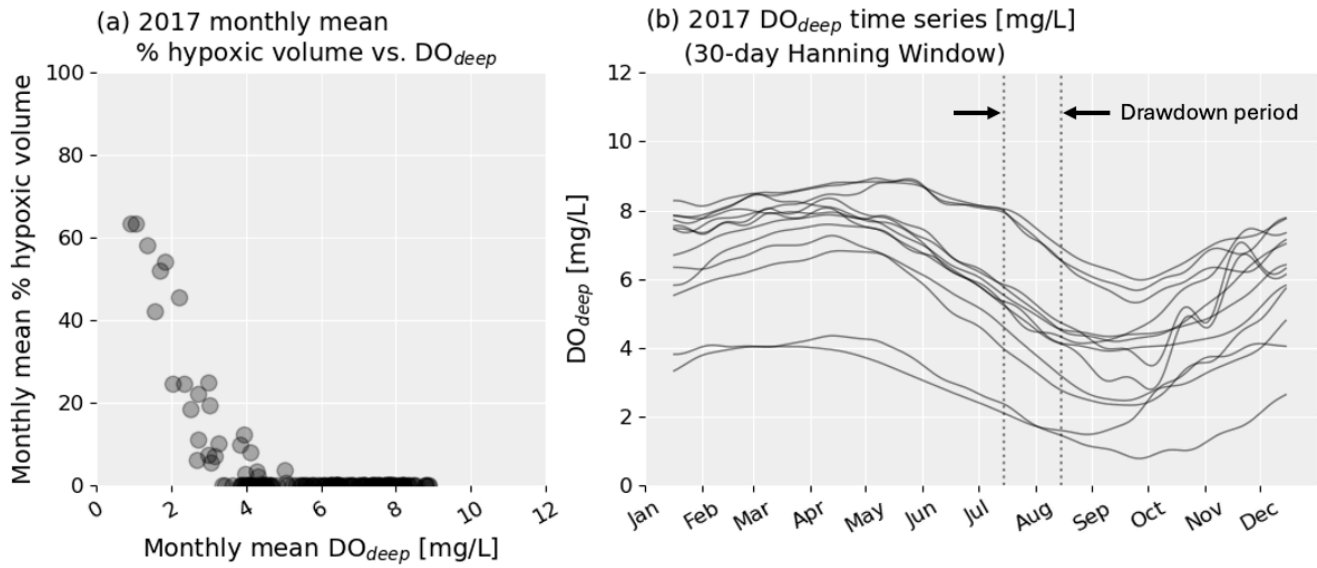 (a) 2017 monthly mean
% hypoxic volume vs. DOdeep
100
80
60
40
20
0
Monthly mean % hypoxic volume
0
2
4
6
8
10
12
Monthly mean DOdeep [mg/L]
(b) 2017 DOdeep time series [mg/L]
(30-day Hanning Window)
Drawdown period
12
10
8
6
4
2
0
DOdeep [mg/L]
Jan
Feb
Mar
Apr
May
Jun
Jul
Aug
Sep
Oct
Nov
Dec